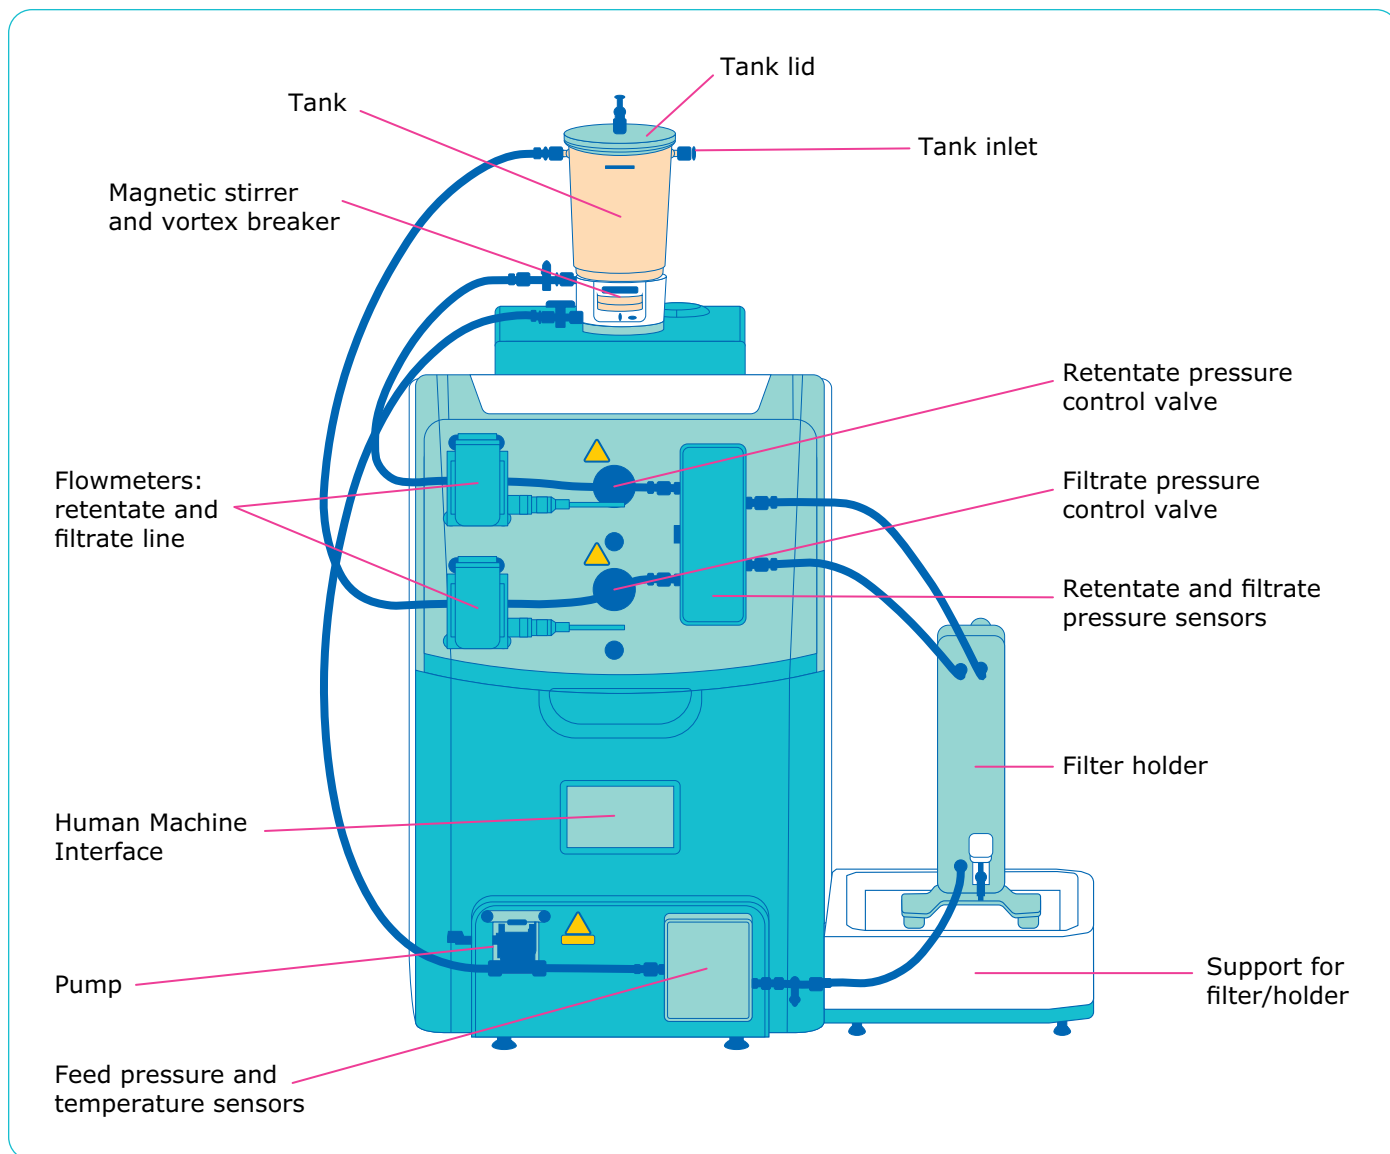 Tank lid
Tank
Tank inlet
Magnetic stirrer
and vortex breaker
Retentate pressure
control valve
Flowmeters:
retentate and
filtrate line
Filtrate pressure
control valve
Retentate and filtrate
pressure sensors
Filter holder
Human Machine
Interface
Pump
Support for
filter/holder
Feed pressure and
temperature sensors